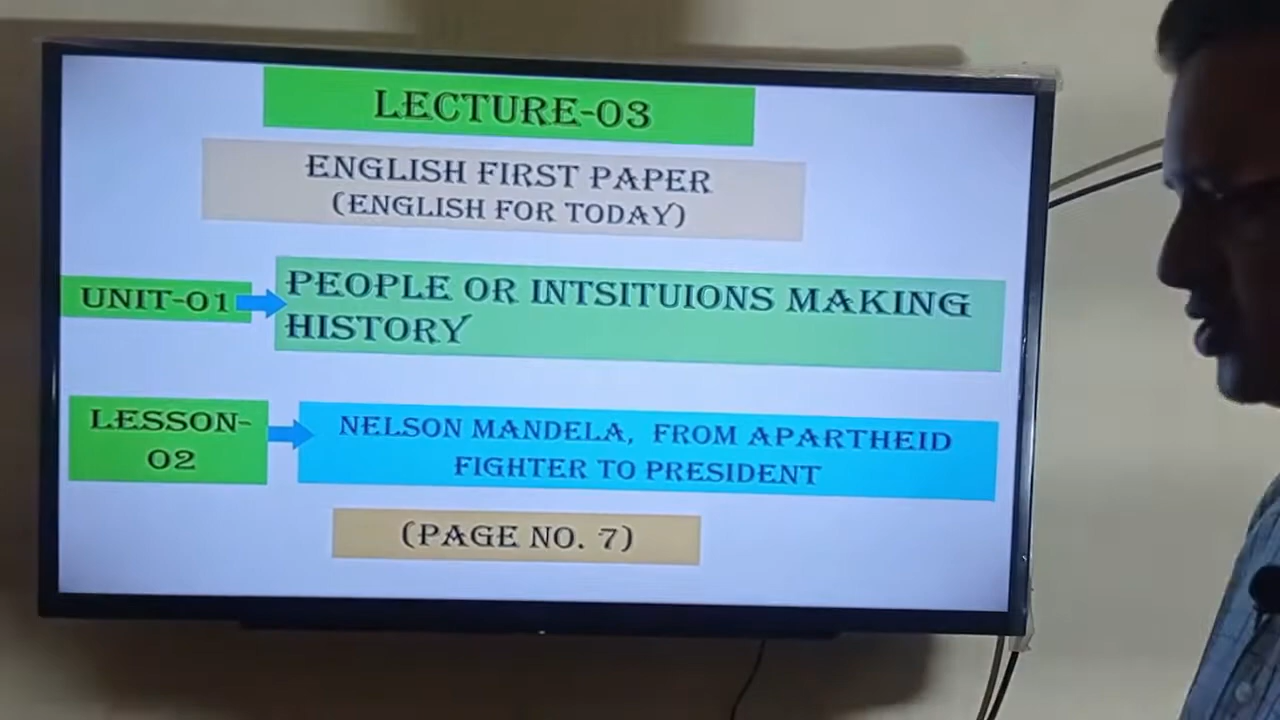 LECTURE-03
ENGLISH FIRST PAPER
(ENGLISH FOR TODAY)
UNIT-01
PEOPLE OR INTSITUIONS MAKING
HISTORY
LESSON-
02
NELSON MANDELA, FROM APARTHEID
FIGHTER TO PRESIDENT
(PAGE NO. 7)